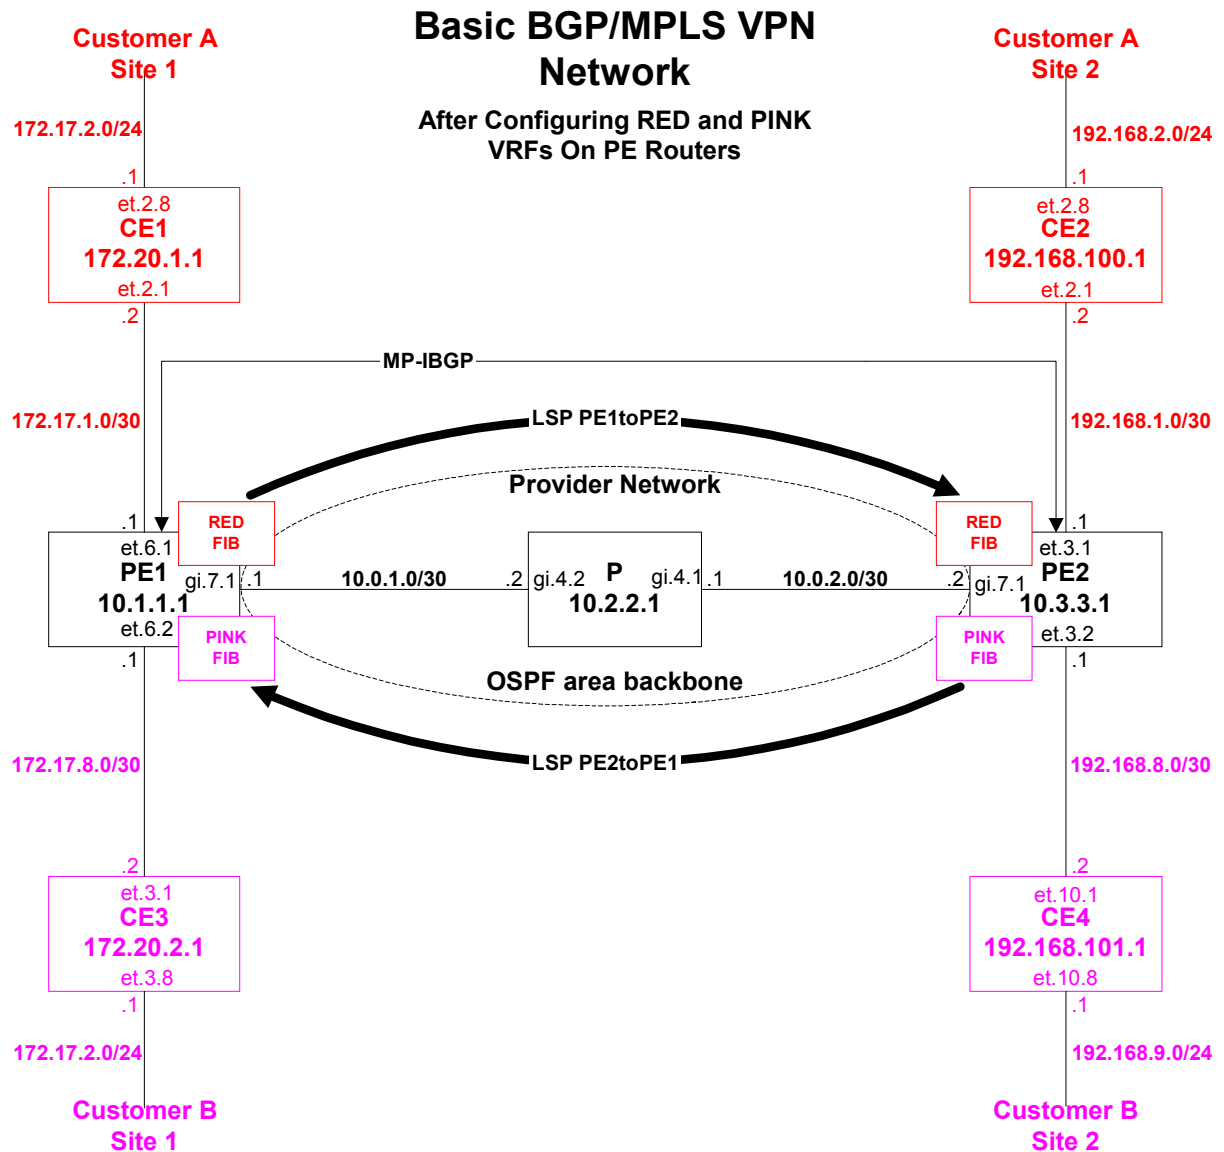 Basic BGP/MPLS VPN
Network
After Configuring RED and PINK
VRFs On PE Routers
Customer A
Site 1
Customer A
Site 2
172.17.2.0/24
192.168.2.0/24
.1
.1
et.2.8
CE1
172.20.1.1
et.2.1
et.2.8
CE2
192.168.100.1
et.2.1
.2
.2
MP-IBGP
172.17.1.0/30
LSP PE1toPE2
192.168.1.0/30
Provider Network
.1
RED
FIB
RED
FIB
.1
et.6.1
PE1
10.1.1.1
et.6.2
gi.7.1
.1
10.0.1.0/30
.2
gi.4.2
P
10.2.2.1
gi.4.1
.1
10.0.2.0/30
.2
gi.7.1
et.3.1
PE2
10.3.3.1
et.3.2
PINK
FIB
PINK
FIB
.1
.1
OSPF area backbone
172.17.8.0/30
LSP PE2toPE1
192.168.8.0/30
.2
.2
et.3.1
CE3
172.20.2.1
et.3.8
et.10.1
CE4
192.168.101.1
et.10.8
.1
.1
172.17.2.0/24
192.168.9.0/24
Customer B
Site 1
Customer B
Site 2